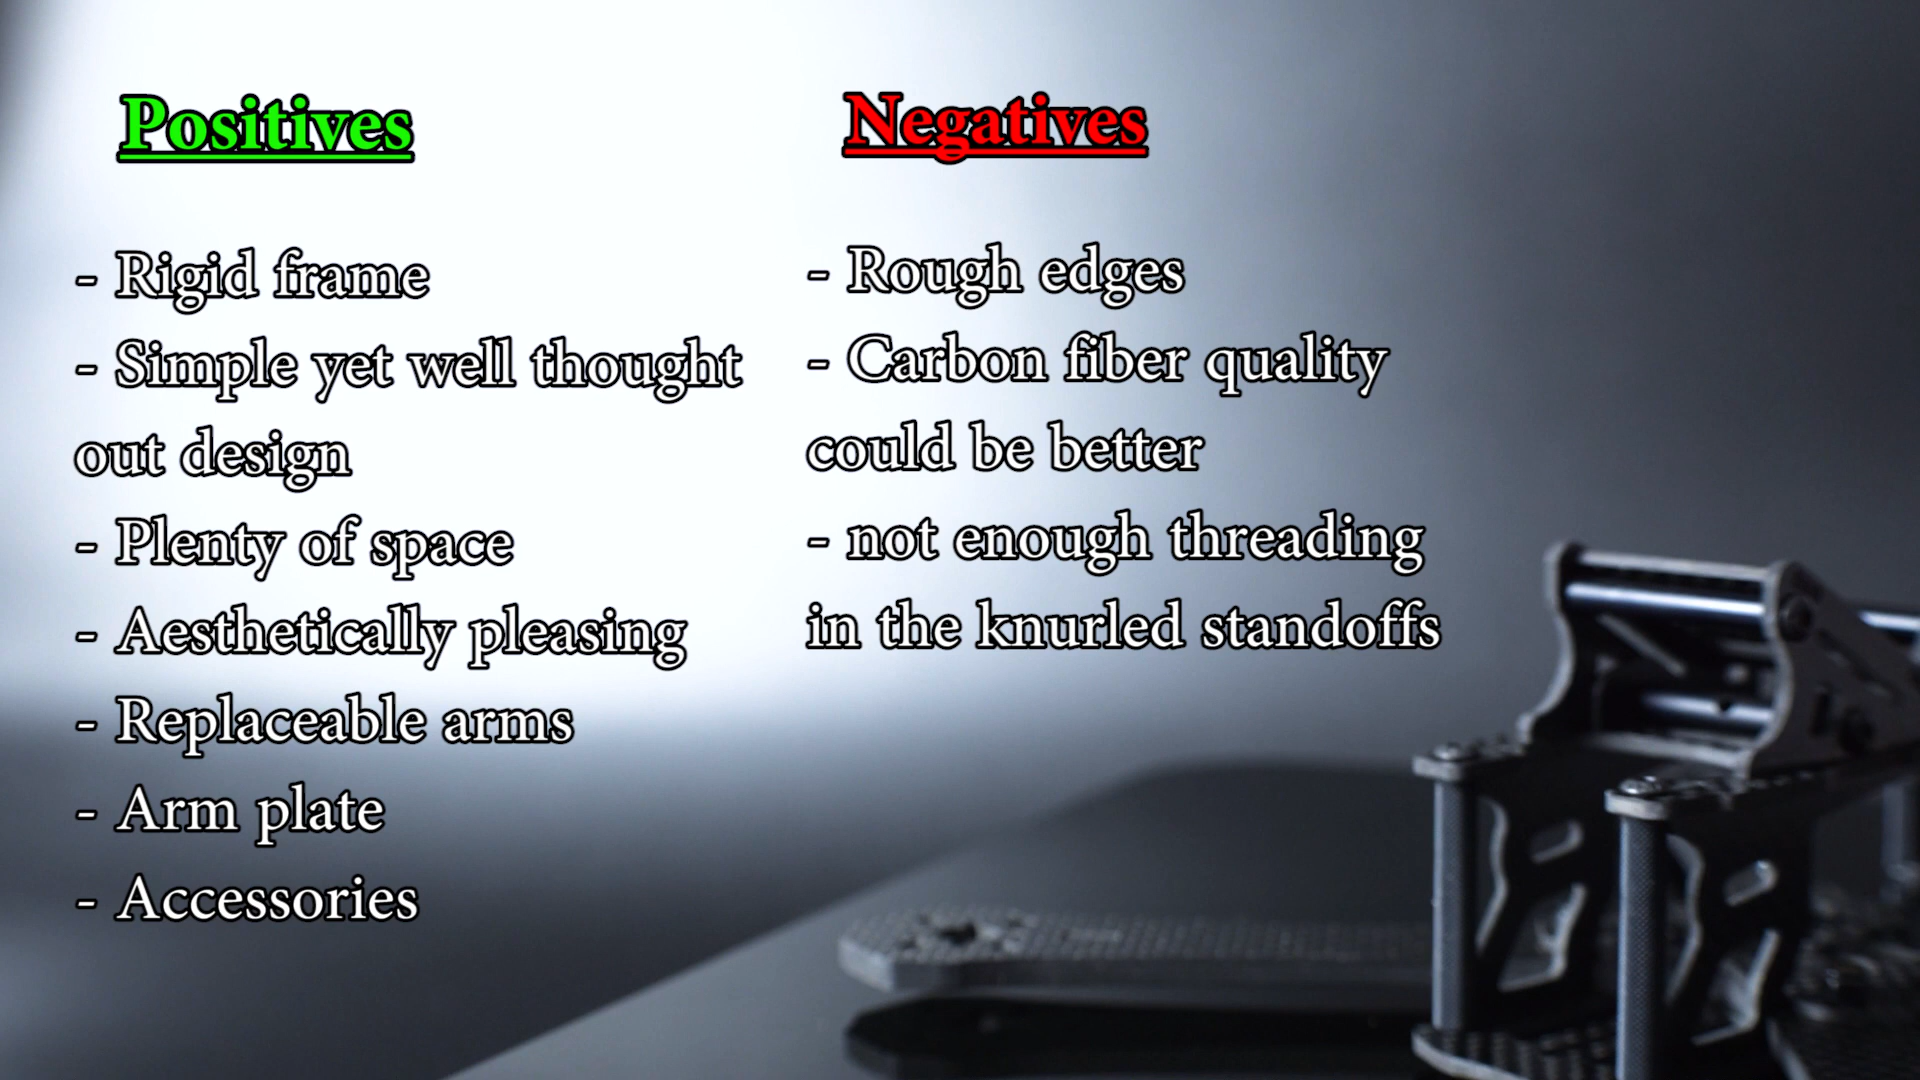 Positives
- Rigid frame
- Simple yet well thought
out design
- Plenty of space
- Aesthetically pleasing
- Replaceable arms
- Arm plate
- Accessories
Negatives
- Rough edges
- Carbon fiber quality
could be better
- not enough threading
in the knurled standoffs